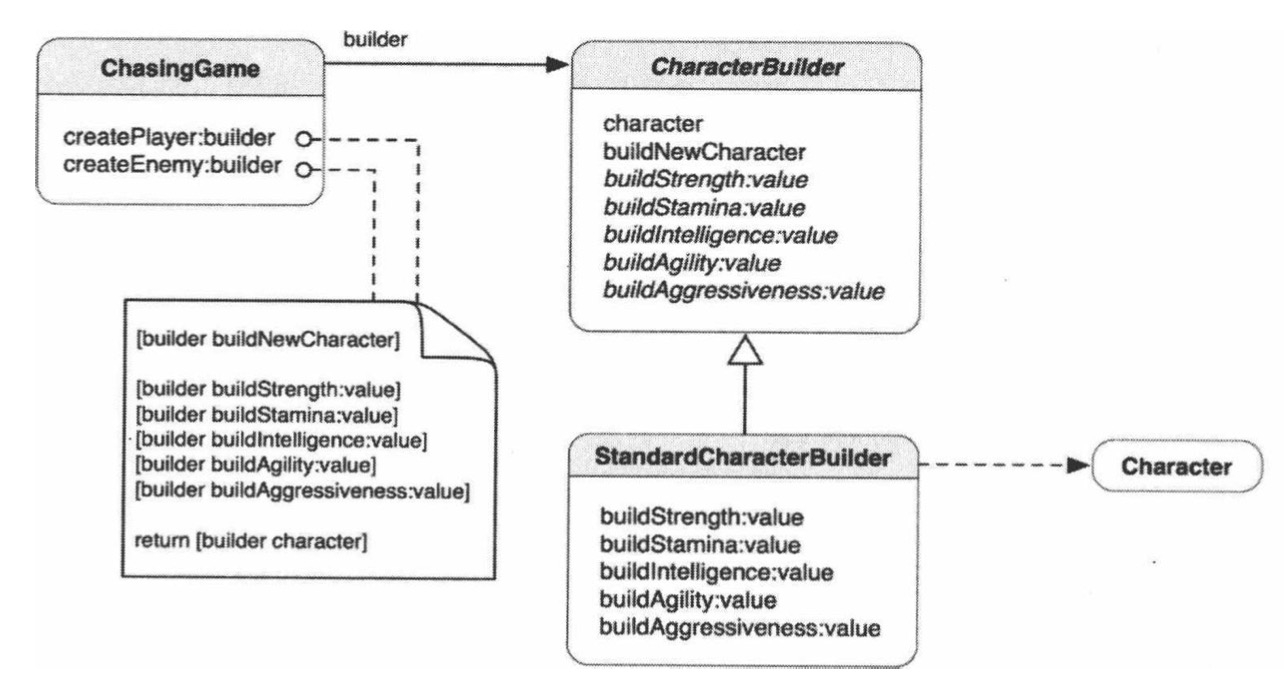 builder
ChasingGame
createPlayer:builder
createEnemy:builder
CharacterBuilder
character
buildNewCharacter
buildStrength:value
buildStamina:value
buildIntelligence:value
buildAgility:value
buildAggressiveness:value
[builder buildNewCharacter]
[builder buildStrength:value]
[builder buildStamina:value]
[builder buildIntelligence:value]
[builder buildAgility:value]
[builder buildAggressiveness:value]
return [builder character]
StandardCharacterBuilder
buildStrength:value
buildStamina:value
buildIntelligence:value
buildAgility:value
buildAggressiveness:value
Character